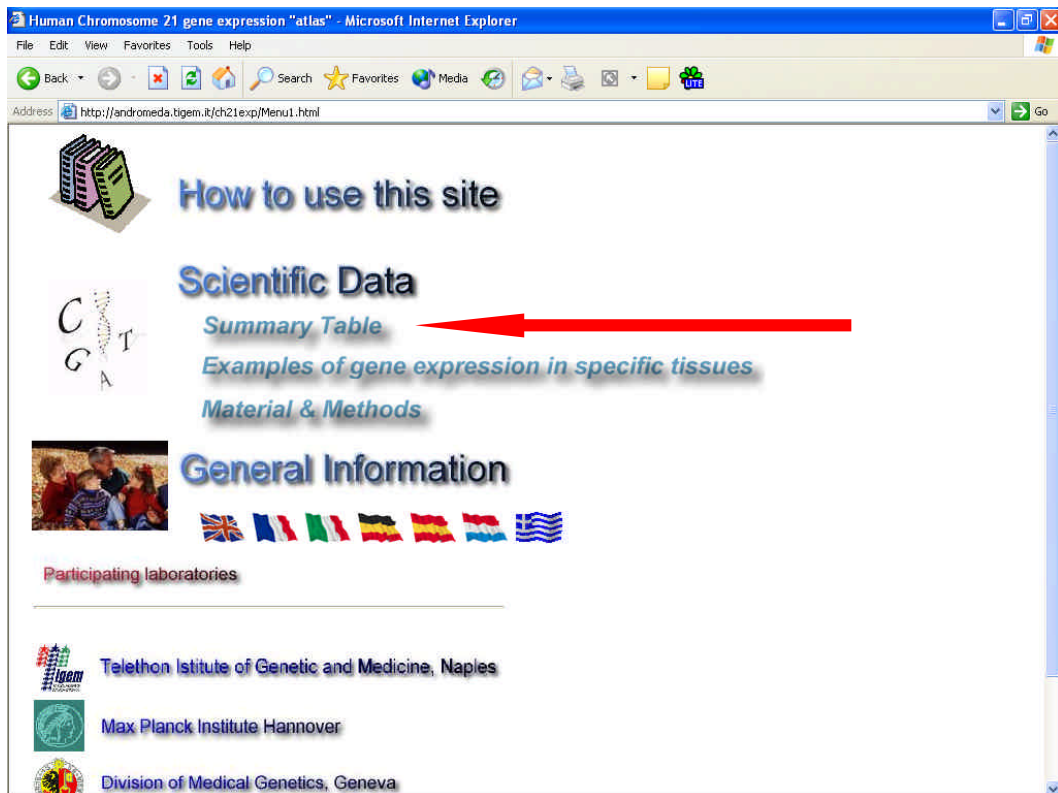 Human Chromosome 21 gene expression "atlas" - Microsoft Internet Explorer
File Edit View Favorites Tools Help
Back Search Favorites Media LITE
Address http://andromeda.tigem.it/ch21exp/Menu1.html Go
How to use this site
Scientific Data
C T G A
Summary Table
Examples of gene expression in specific tissues
Material & Methods
General Information
Participating laboratories
Tigem
Telethon Istitute of Genetic and Medicine, Naples
Max Planck Institute Hannover
Division of Medical Genetics, Geneva